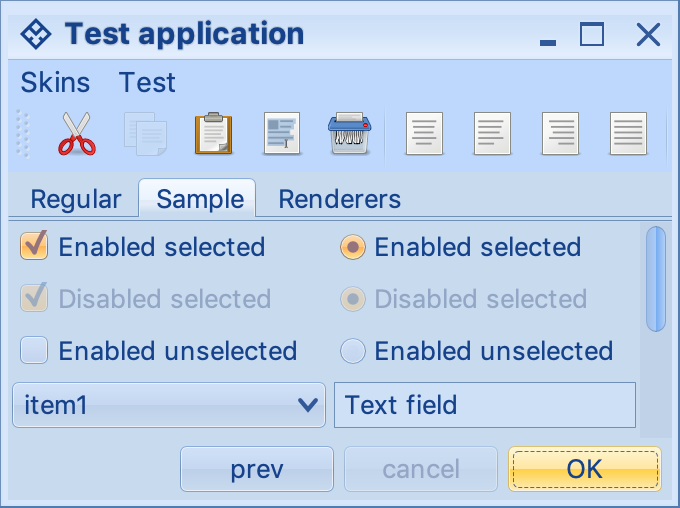 Test application
Skins Test
Regular Sample Renderers
Enabled selected Enabled selected
Disabled selected Disabled selected
Enabled unselected Enabled unselected
item1 Text field
prev cancel OK